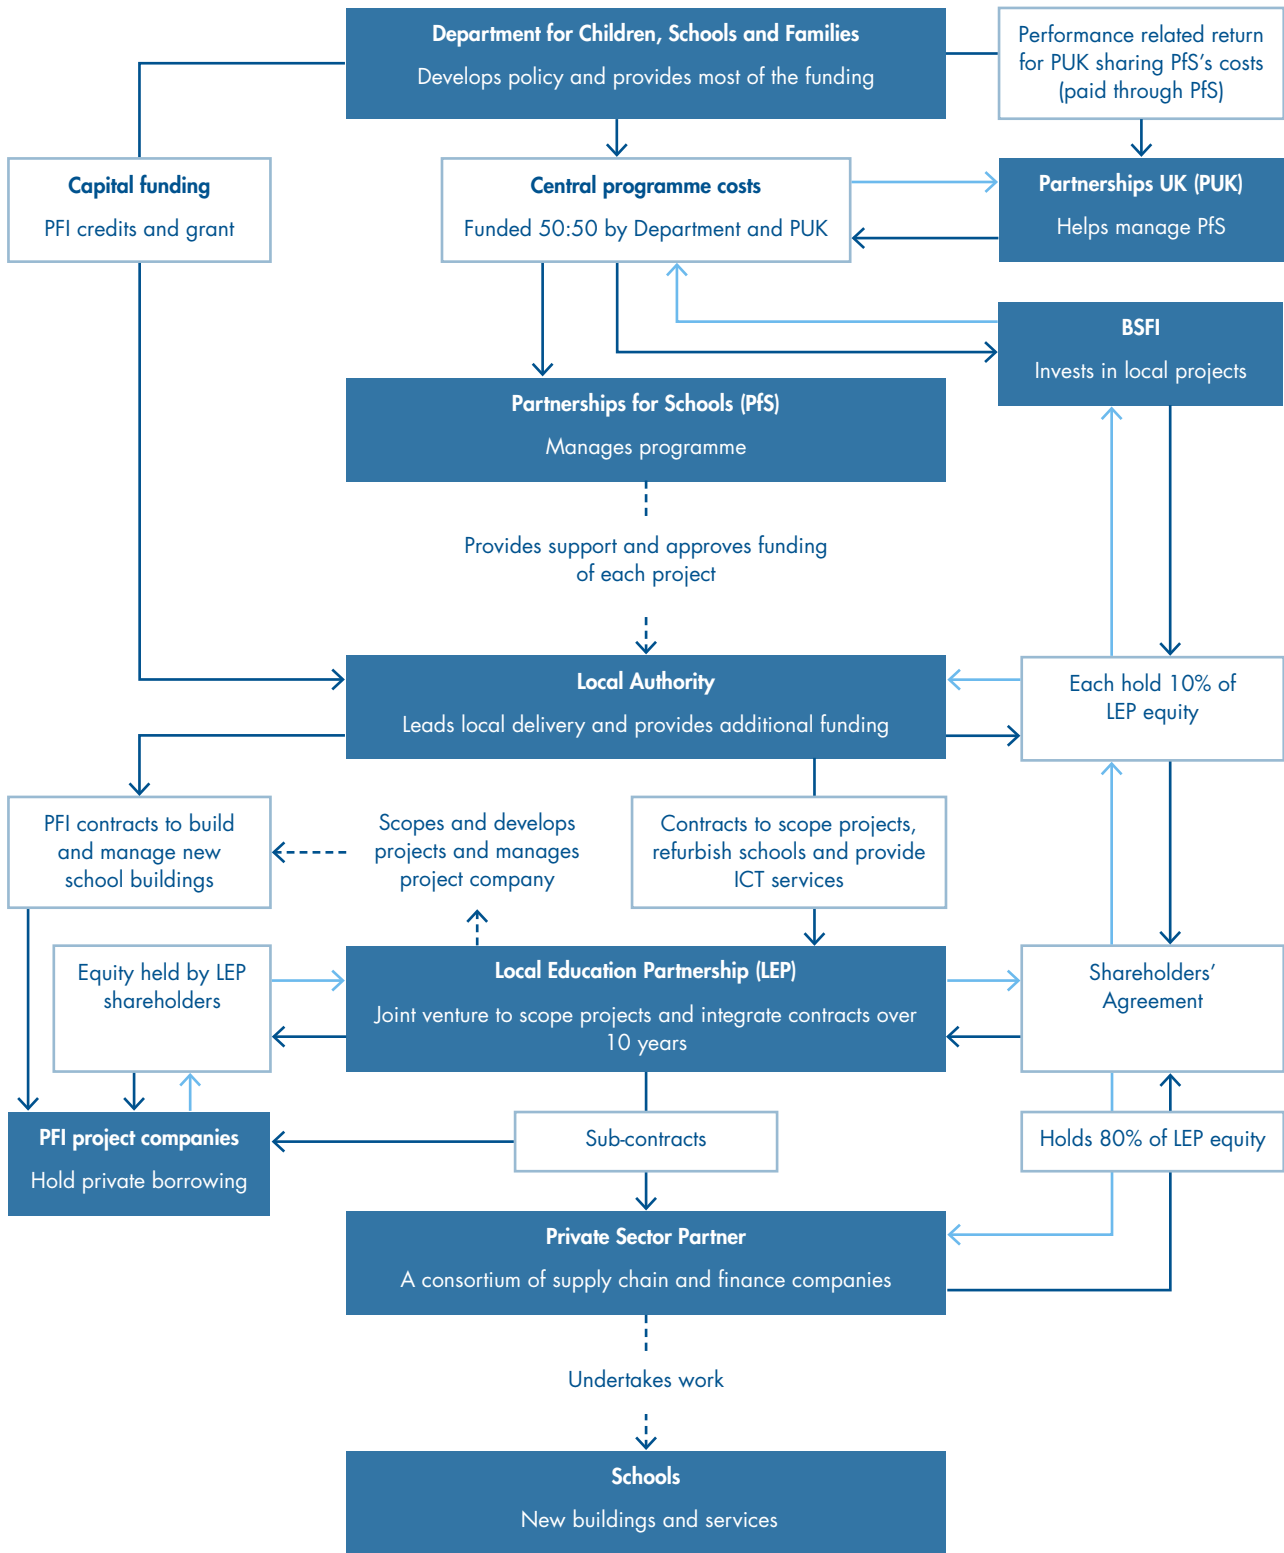 Department for Children, Schools and Families
Develops policy and provides most of the funding
Performance related return
for PUK sharing PfS’s costs
(paid through PfS)
Capital funding
PFI credits and grant
Central programme costs
Funded 50:50 by Department and PUK
Partnerships UK (PUK)
Helps manage PfS
BSFI
Invests in local projects
Partnerships for Schools (PfS)
Manages programme
Provides support and approves funding
of each project
Local Authority
Leads local delivery and provides additional funding
Each hold 10% of
LEP equity
PFI contracts to build
and manage new
school buildings
Scopes and develops
projects and manages
project company
Contracts to scope projects,
refurbish schools and provide
ICT services
Equity held by LEP
shareholders
Local Education Partnership (LEP)
Joint venture to scope projects and integrate contracts over
10 years
Shareholders’
Agreement
PFI project companies
Hold private borrowing
Sub-contracts
Holds 80% of LEP equity
Private Sector Partner
A consortium of supply chain and finance companies
Undertakes work
Schools
New buildings and services